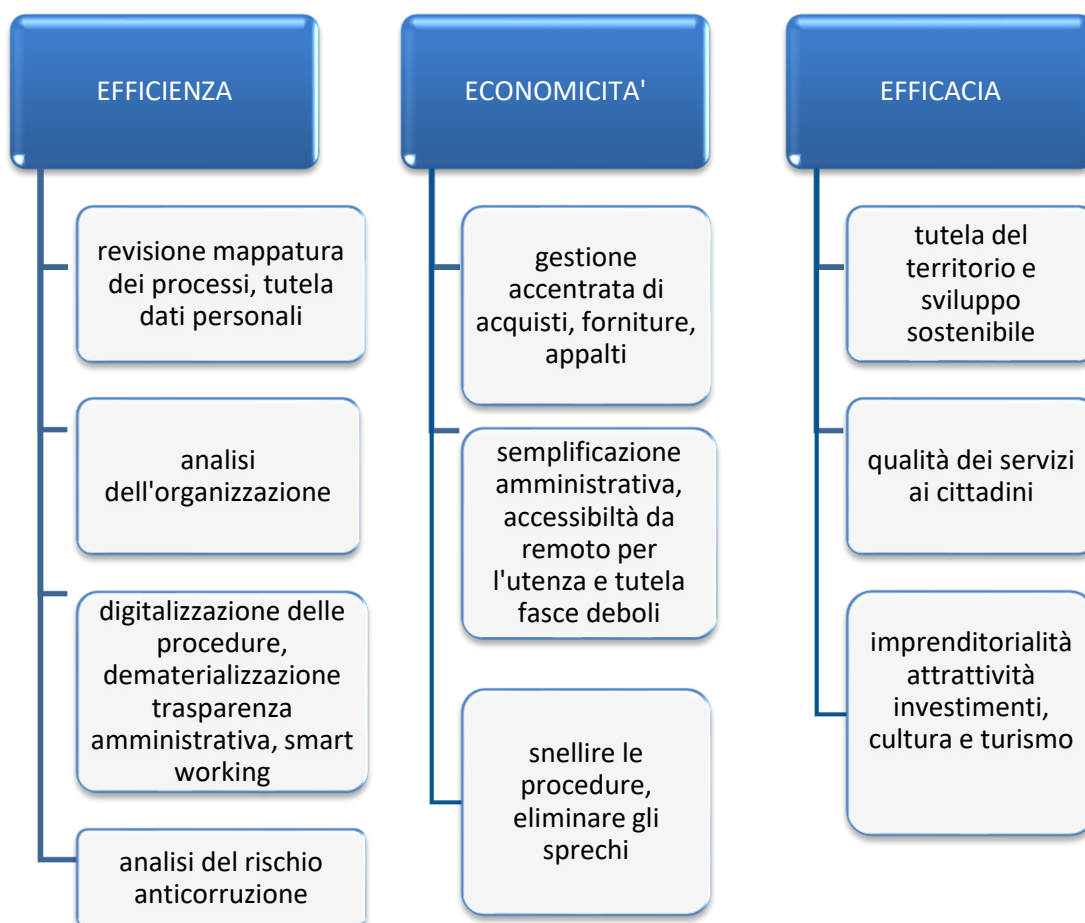 EFFICIENZA
revisione mappatura
dei processi, tutela
dati personali
analisi
dell'organizzazione
digitalizzazione delle
procedure,
dematerializzazione
trasparenza
amministrativa, smart
working
analisi del rischio
anticorruzione
ECONOMICITA'
gestione
accentrata di
acquisti, forniture,
appalti
semplificazione
amministrativa,
accessibiltà da
remoto per
l'utenza e tutela
fasce deboli
snellire le
procedure,
eliminare gli
sprechi
EFFICACIA
tutela del
territorio e
sviluppo
sostenibile
qualità dei servizi
ai cittadini
imprenditorialità
attrattività
investimenti,
cultura e turismo